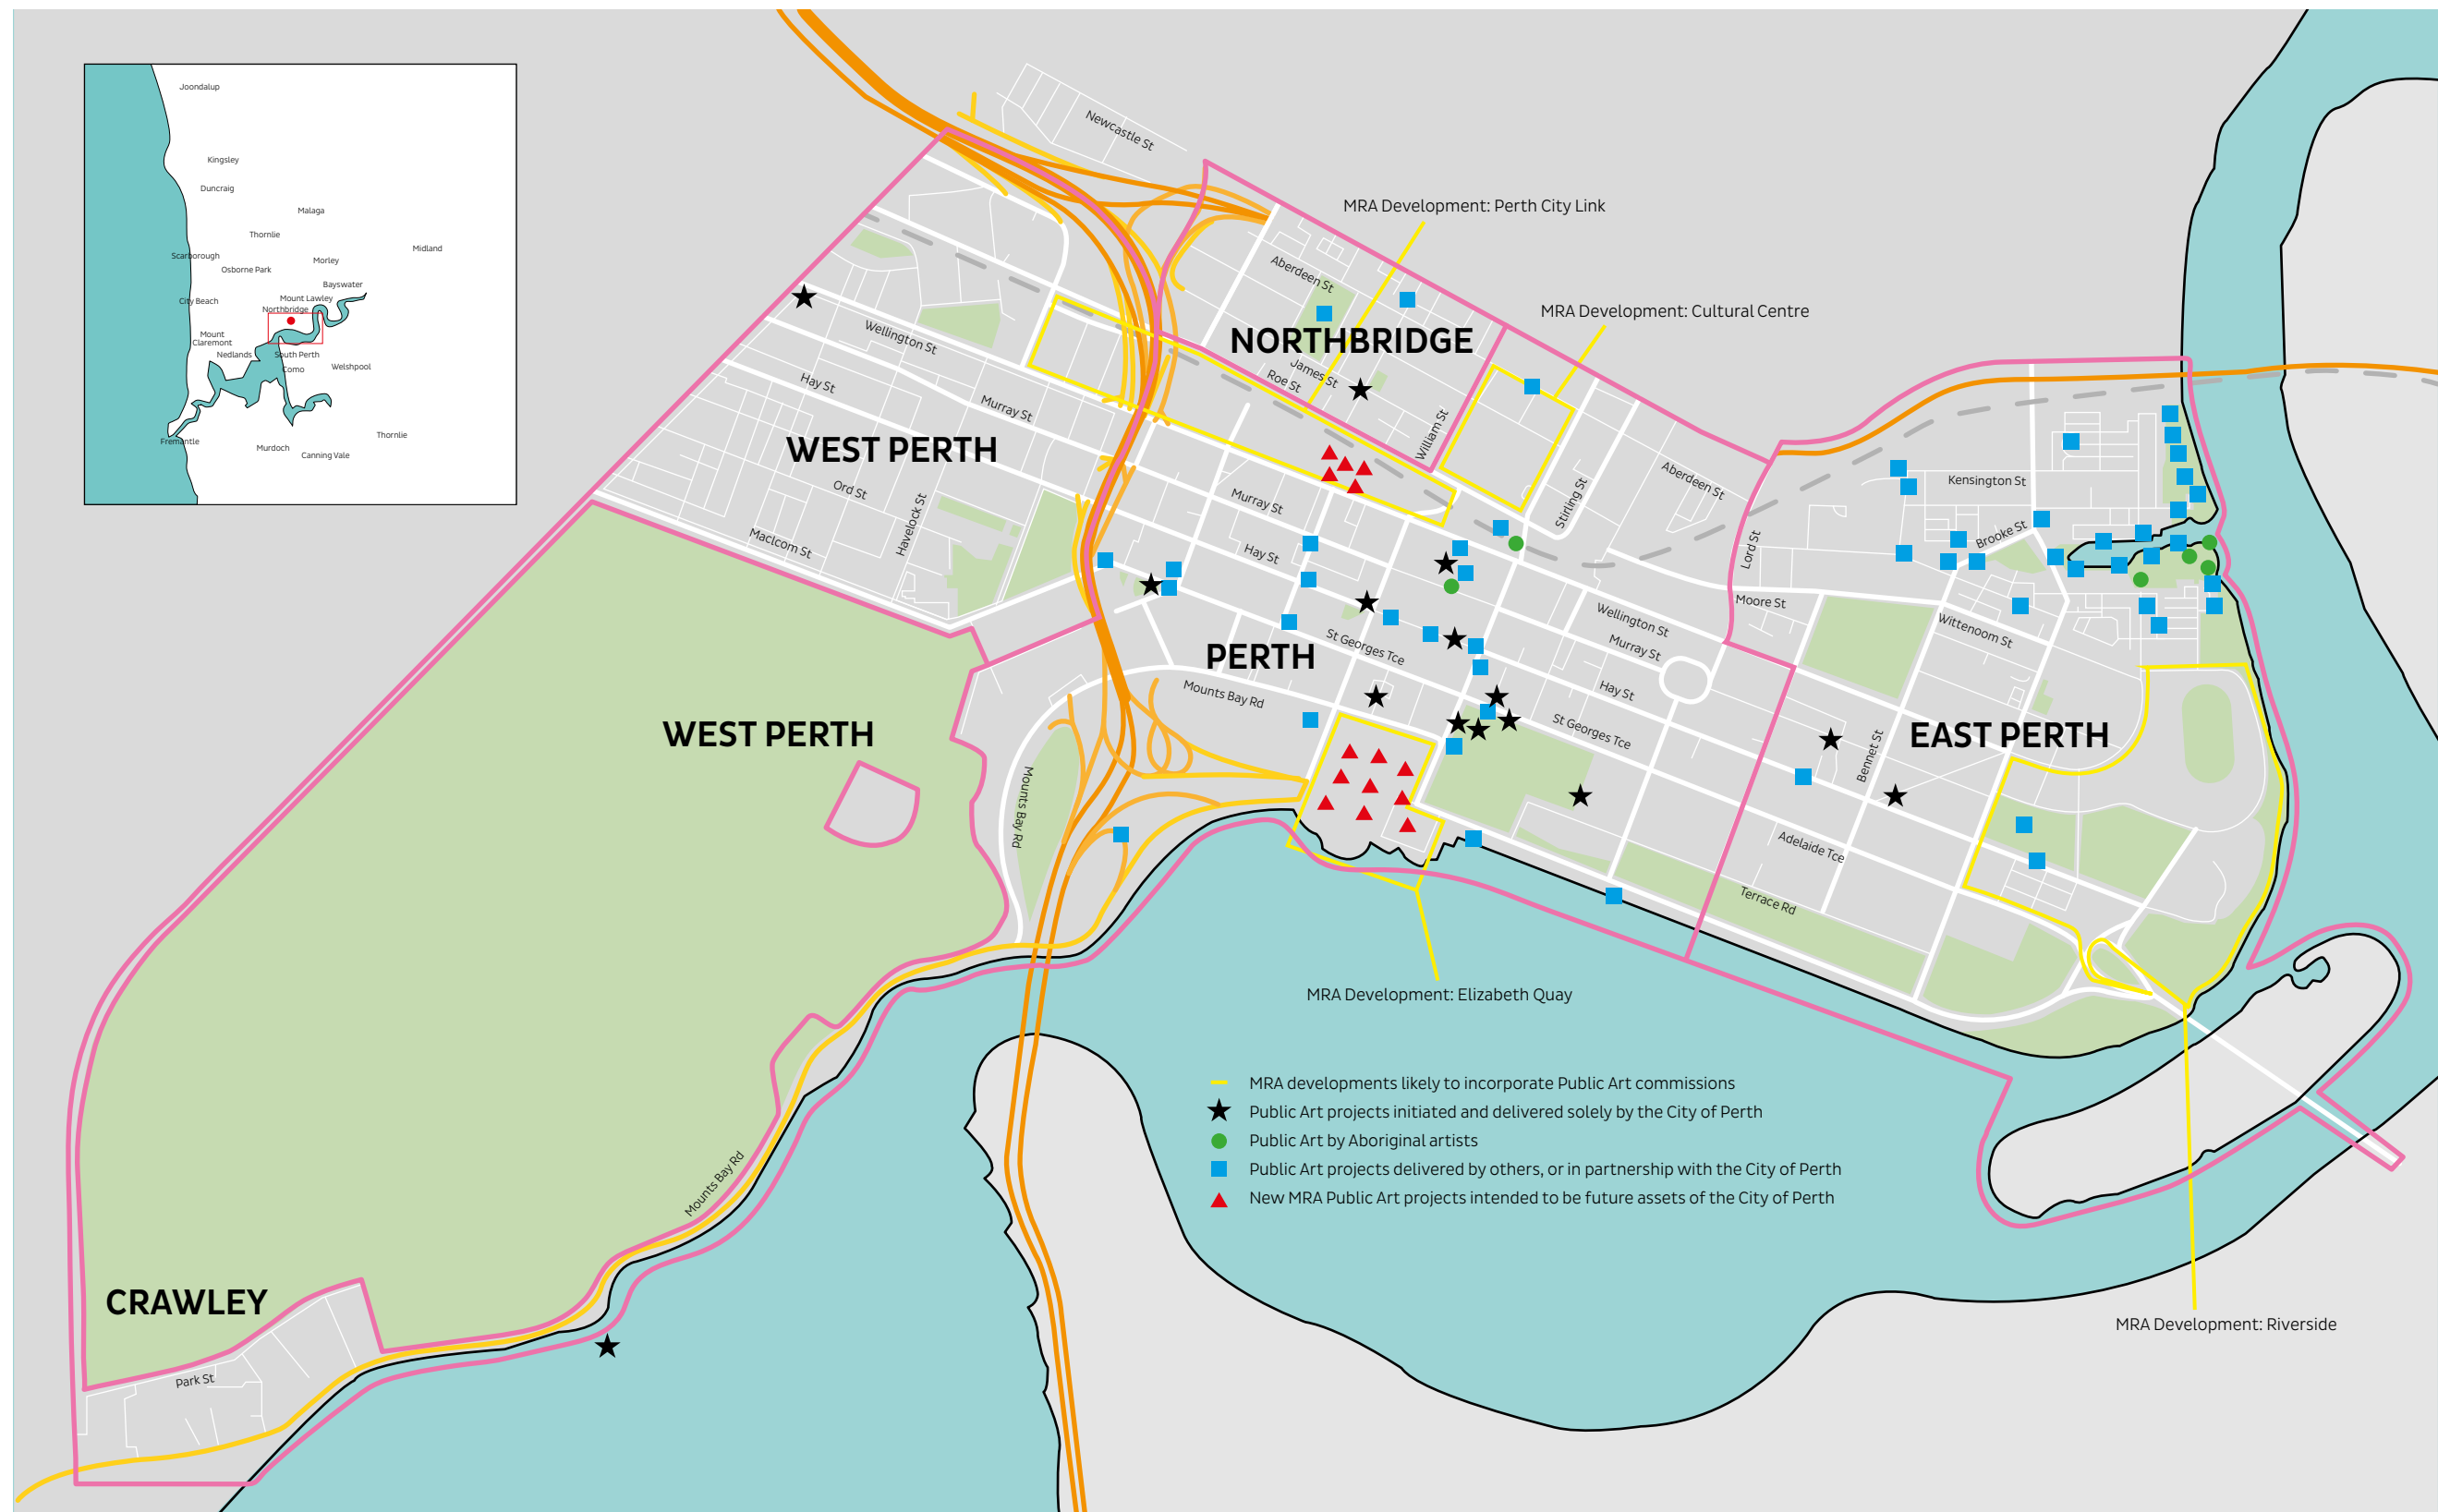 Joondalup
Kingsley
Duncraig
Malaga
Thornlie
Midland
Scarborough
Morley
Osborne Park
Bayswater
City Beach
Mount Lawley
Northbridge
Mount
Claremont
Nedlands
South Perth
Como
Welshpool
Fremantle
Murdoch
Canning Vale
Thornlie
Newcastle St
MRA Development: Perth City Link
MRA Development: Cultural Centre
Aberdeen St
NORTHBRIDGE
James St
Roe St
William St
Stirling St
Aberdeen St
Lord St
Kensington St
Brooke St
Moore St
Wittenoom St
Wellington St
Hay St
Murray St
WEST PERTH
Ord St
Havelock St
Maclcom St
Murray St
Hay St
St Georges Tce
PERTH
Mounts Bay Rd
Wellington St
Murray St
Hay St
St Georges Tce
EAST PERTH
Bennet St
Adelaide Tce
Terrace Rd
WEST PERTH
Mounts Bay Rd
MRA Development: Elizabeth Quay
MRA developments likely to incorporate Public Art commissions
Public Art projects initiated and delivered solely by the City of Perth
Public Art by Aboriginal artists
Public Art projects delivered by others, or in partnership with the City of Perth
New MRA Public Art projects intended to be future assets of the City of Perth
Mounts Bay Rd
CRAWLEY
Park St
MRA Development: Riverside